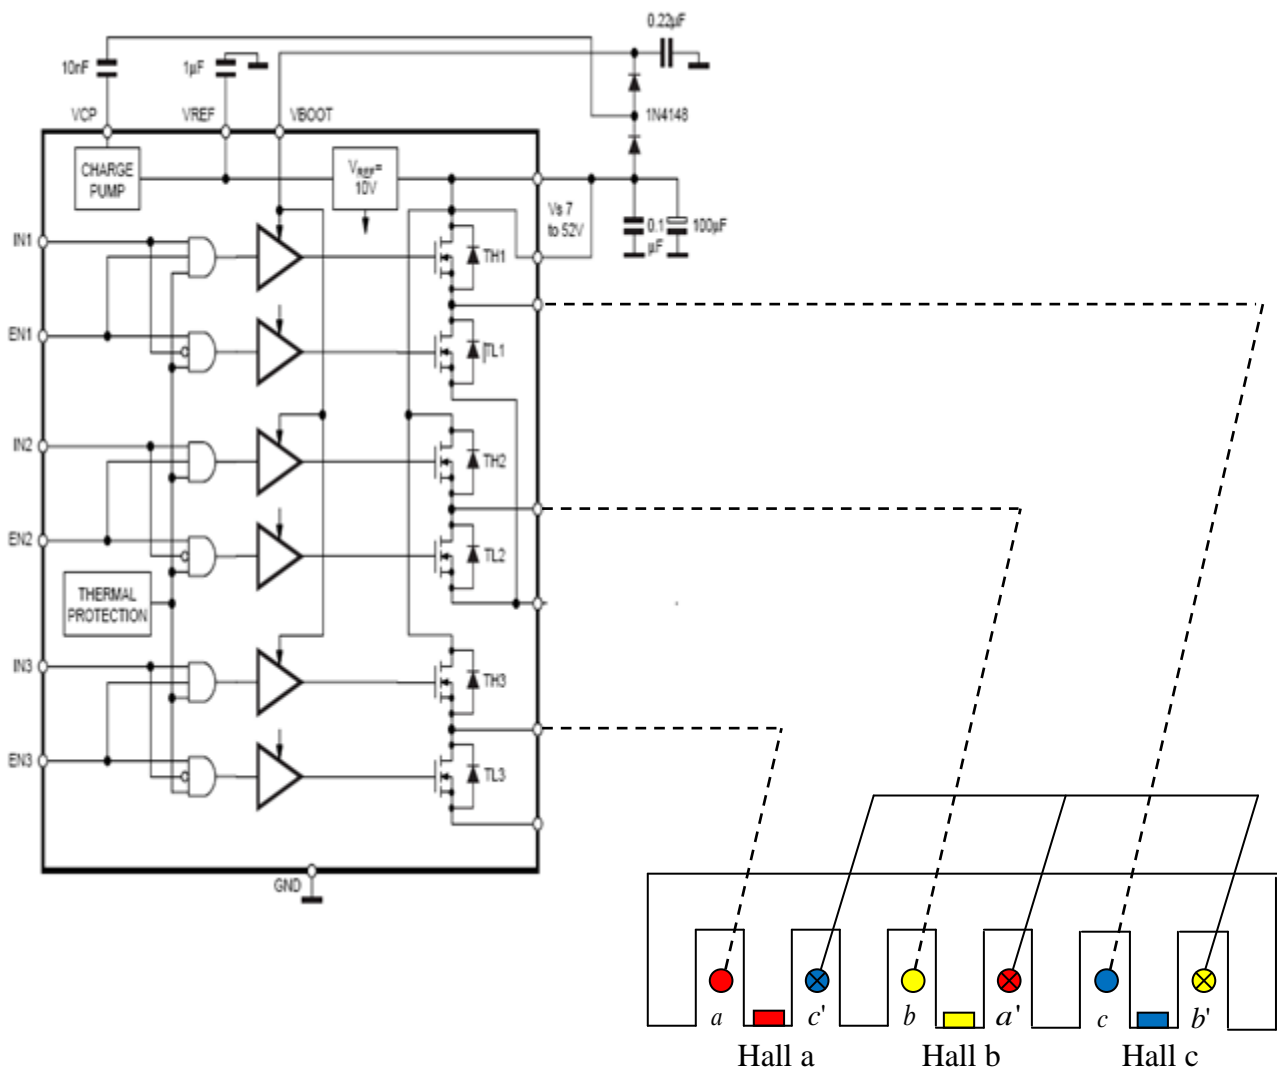 0.22µF
10nF
1µF
VCP
VREF
VBOOT
1N4148
CHARGE
PUMP
VREF=
10V
Vs 7
to 52V
0.1
µF
100µF
IN1
TH1
EN1
TL1
IN2
TH2
EN2
TL2
THERMAL
PROTECTION
IN3
TH3
EN3
TL3
GND
a c' b a' c b'
Hall a Hall b Hall c